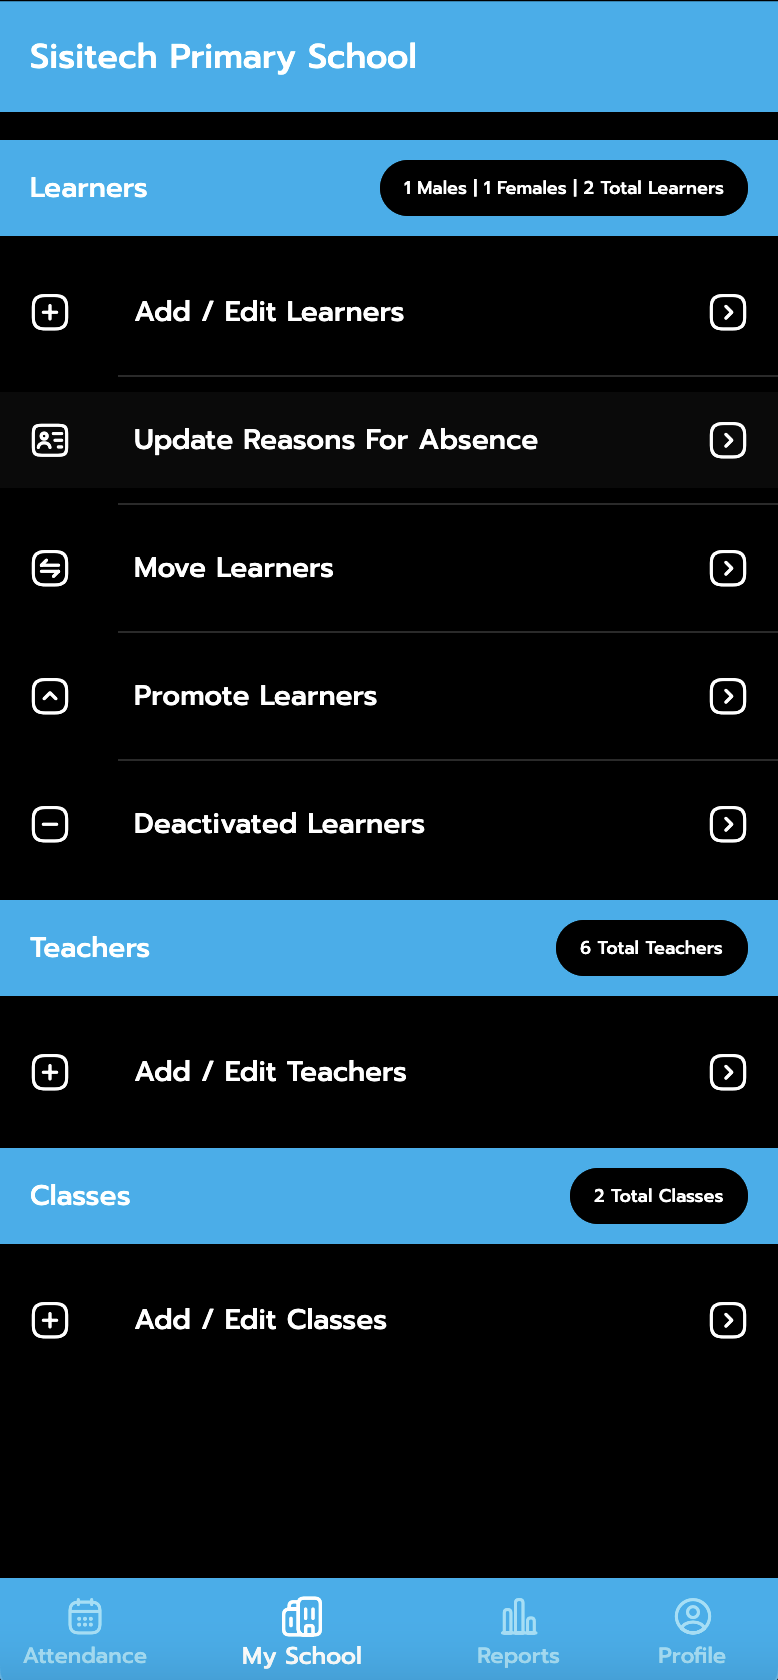 Sisitech Primary School
Learners
1 Males | 1 Females | 2 Total Learners
Add / Edit Learners
Update Reasons For Absence
Move Learners
Promote Learners
Deactivated Learners
Teachers
6 Total Teachers
Add / Edit Teachers
Classes
2 Total Classes
Add / Edit Classes
Attendance
My School
Reports
Profile